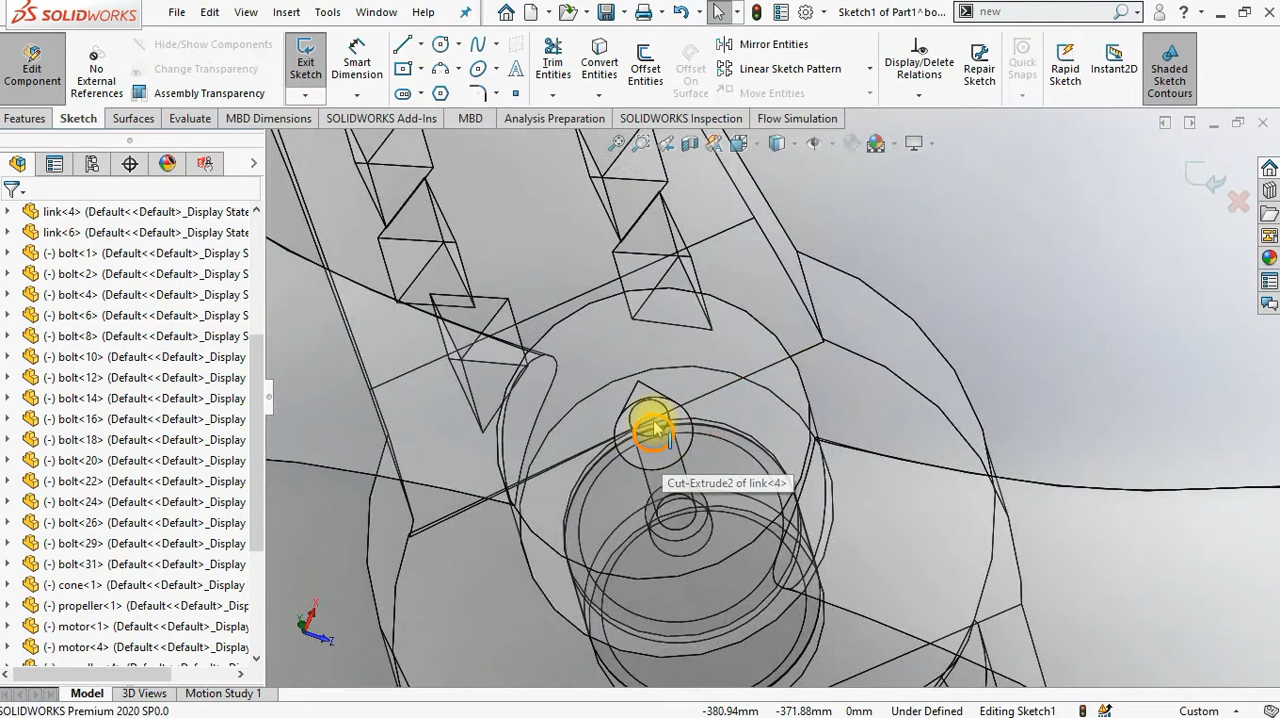 SOLIDWORKS File Edit View Insert Tools Window Help Sketch1 of Part1^bo... new
Edit Component
No External References
Hide/Show Components
Change Transparency
Assembly Transparency
Exit Sketch
Smart Dimension
Trim Entities
Convert Entities
Offset Entities
Offset On Surface
Mirror Entities
Linear Sketch Pattern
Move Entities
Display/Delete Relations
Repair Sketch
Quick Snaps
Rapid Sketch
Instant2D
Shaded Sketch Contours
Features Sketch Surfaces Evaluate MBD Dimensions SOLIDWORKS Add-Ins MBD Analysis Preparation SOLIDWORKS Inspection Flow Simulation
link<4> (Default<<Default>_Display State
link<6> (Default<<Default>_Display State
(-) bolt<1> (Default<<Default>_Display S
(-) bolt<2> (Default<<Default>_Display S
(-) bolt<4> (Default<<Default>_Display S
(-) bolt<6> (Default<<Default>_Display S
(-) bolt<8> (Default<<Default>_Display S
(-) bolt<10> (Default<<Default>_Display
(-) bolt<12> (Default<<Default>_Display
(-) bolt<14> (Default<<Default>_Display
(-) bolt<16> (Default<<Default>_Display
(-) bolt<18> (Default<<Default>_Display
(-) bolt<20> (Default<<Default>_Display
(-) bolt<22> (Default<<Default>_Display
(-) bolt<24> (Default<<Default>_Display
(-) bolt<26> (Default<<Default>_Display
(-) bolt<29> (Default<<Default>_Display
(-) bolt<31> (Default<<Default>_Display
(-) cone<1> (Default<<Default>_Display
(-) propeller<1> (Default<<Default>_Disp
(-) motor<1> (Default<<Default>_Display
(-) motor<4> (Default<<Default>_Display
Cut-Extrude2 of link<4>
X
Y
Z
Model 3D Views Motion Study 1
SOLIDWORKS Premium 2020 SP0.0 -380.94mm -371.88mm 0mm Under Defined Editing Sketch1 Custom